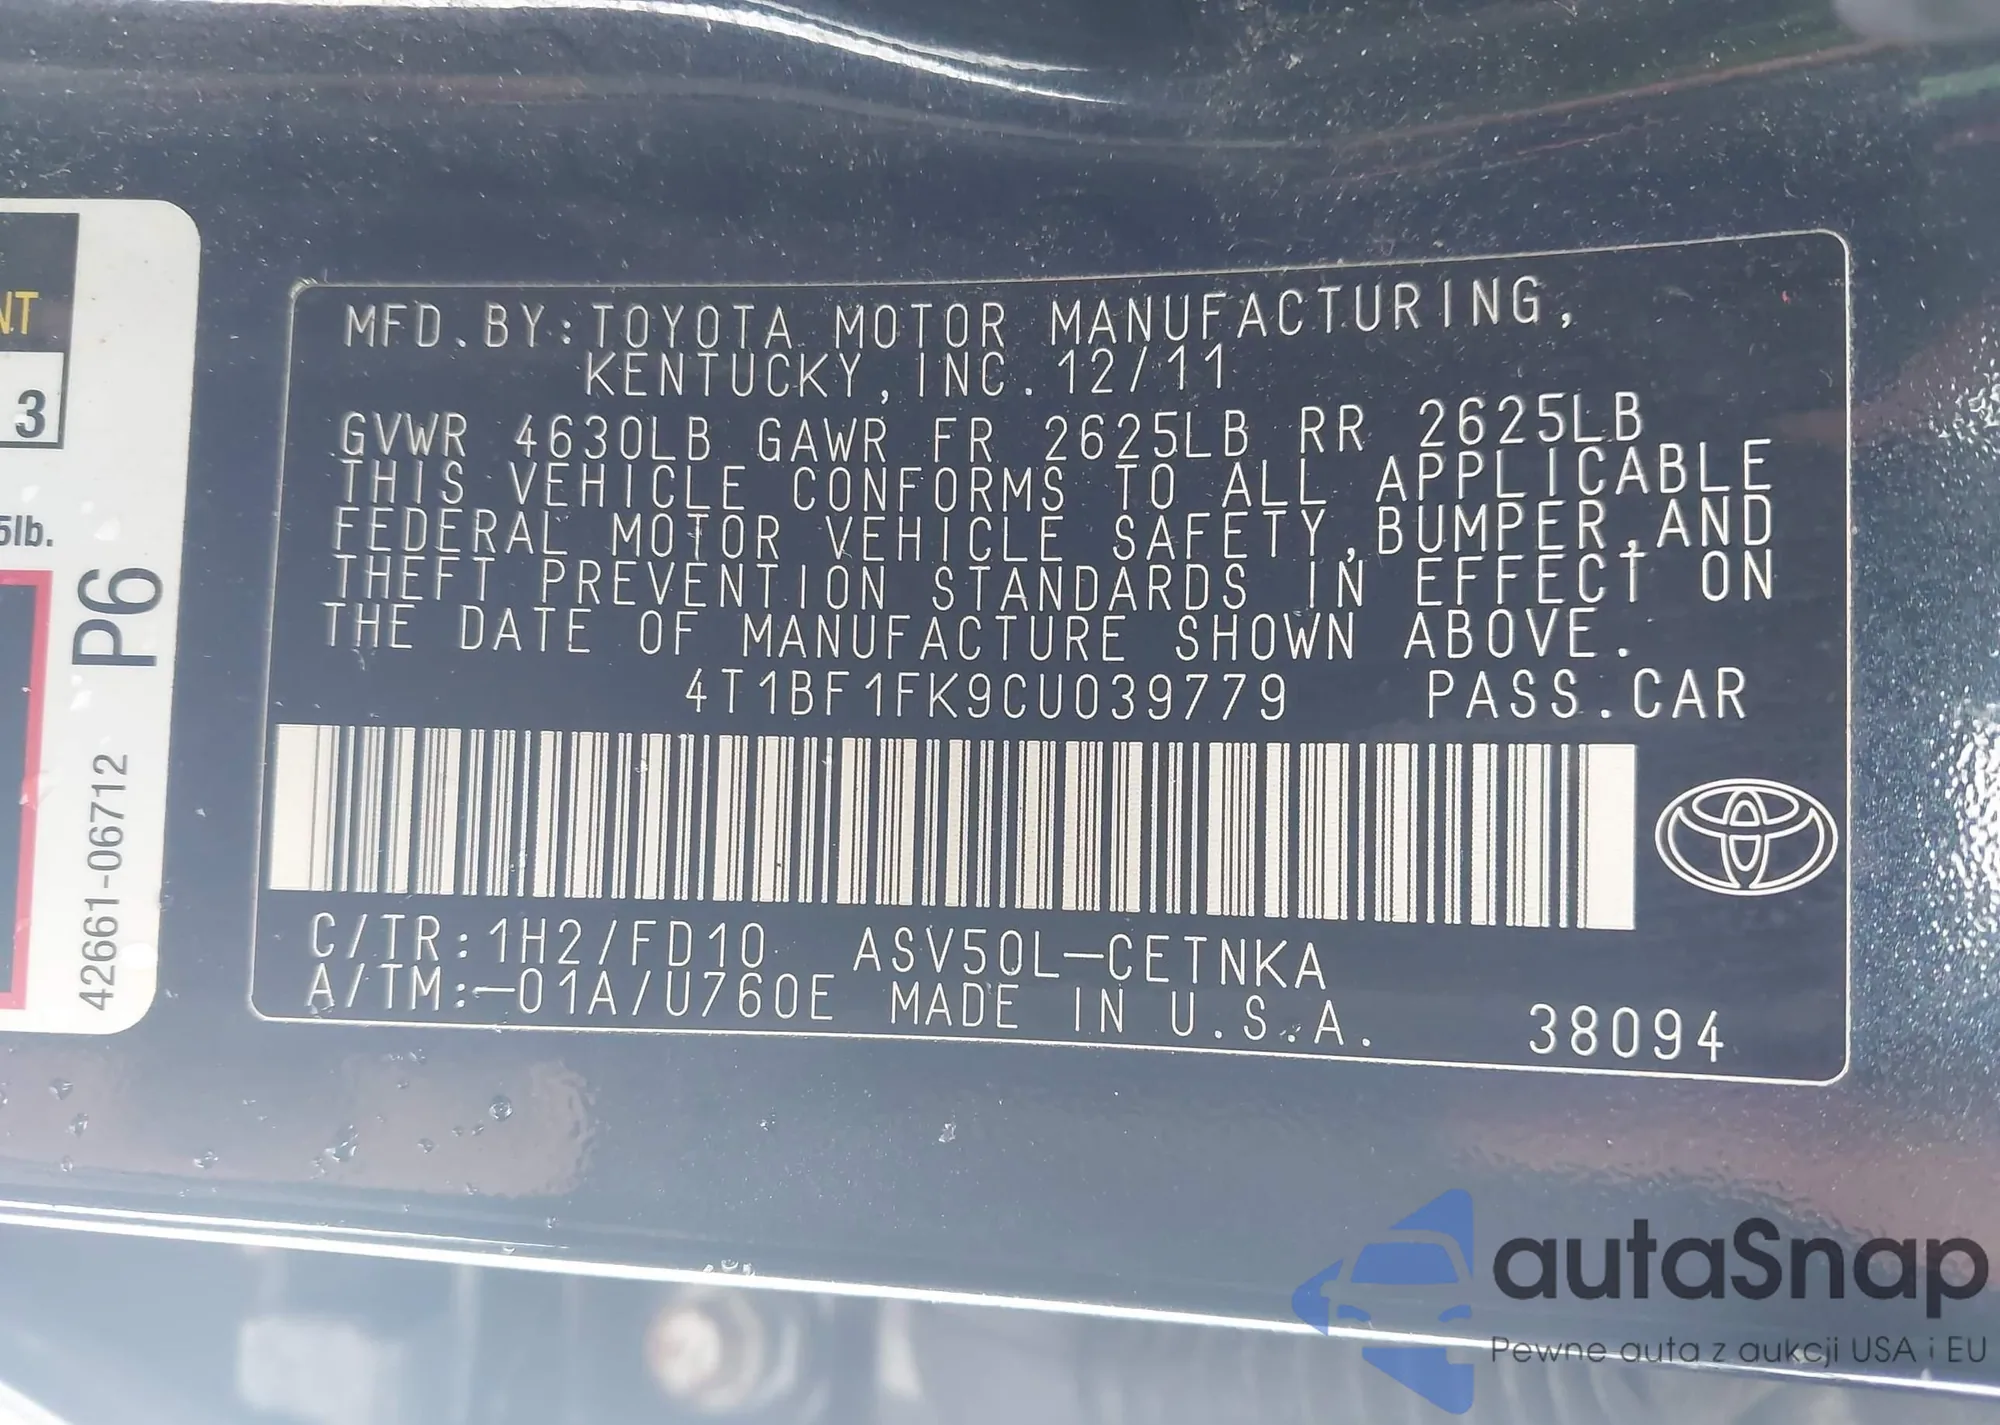 NT
3
5lb.
P6
42661-06712
MFD.BY:TOYOTA MOTOR MANUFACTURING,
KENTUCKY,INC.12/11
GVWR 4630LB GAWR FR 2625LB RR 2625LB
THIS VEHICLE CONFORMS TO ALL APPLICABLE
FEDERAL MOTOR VEHICLE SAFETY,BUMPER,AND
THEFT PREVENTION STANDARDS IN EFFECT ON
THE DATE OF MANUFACTURE SHOWN ABOVE.
4T1BF1FK9CU039779 PASS.CAR
C/TR:1H2/FD10 ASV50L-CETNKA
A/TM:-01A/U760E MADE IN U.S.A. 38094
autaSnap
Pewne auta z aukcji USA i EU